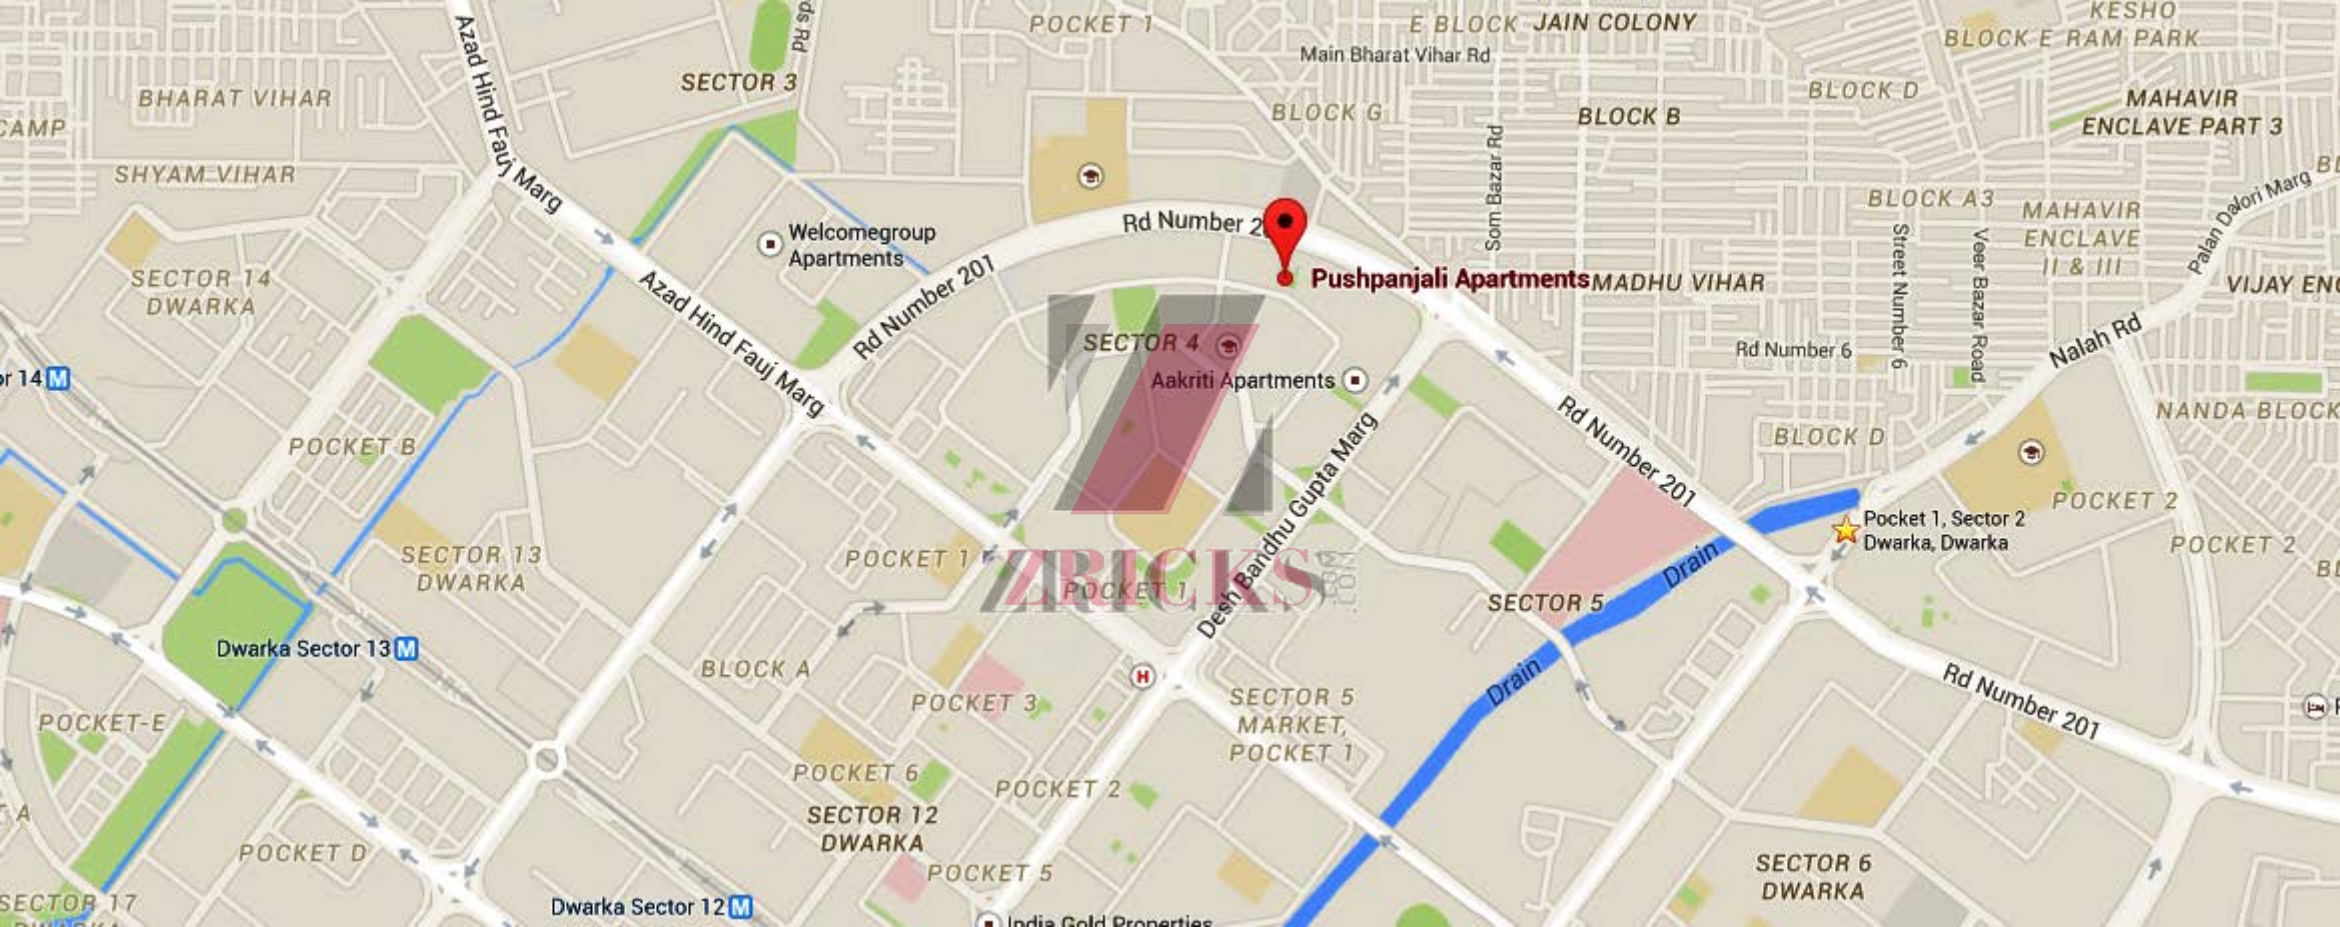 POCKET 1
E BLOCK
JAIN COLONY
KESHO
RAM PARK
BLOCK E
Azad Hind Fauj Marg
Main Bharat Vihar Rd
SECTOR 3
BHARAT VIHAR
BLOCK D
MAHAVIR
ENCLAVE PART 3
BLOCK G
BLOCK B
CAMP
SHYAM VIHAR
Som Bazar Rd
BLOCK A3
MAHAVIR
ENCLAVE
II & III
Palan Dalori Marg
Welcomegroup
Apartments
Rd Number 2
Rd Number 201
Pushpanjali Apartments
MADHU VIHAR
Street Number 6
Veer Bazar Road
VIJAY ENC
SECTOR 14
DWARKA
Azad Hind Fauj Marg
SECTOR 4
Rd Number 6
Nalah Rd
or 14 M
Aakriti Apartments
NANDA BLOCK
Rd Number 201
BLOCK D
POCKET B
Desh Bandhu Gupta Marg
POCKET 2
Pocket 1, Sector 2
Dwarka, Dwarka
POCKET 2
SECTOR 13
DWARKA
POCKET 1
ZRICKS
.COM
POCKET 1
Drain
SECTOR 5
Dwarka Sector 13 M
BLOCK A
H
Drain
POCKET 3
SECTOR 5
MARKET,
POCKET 1
Rd Number 201
POCKET-E
POCKET 6
POCKET 2
SECTOR 12
DWARKA
POCKET D
POCKET 5
SECTOR 6
DWARKA
SECTOR 17
DWARKA
Dwarka Sector 12 M
India Gold Properties